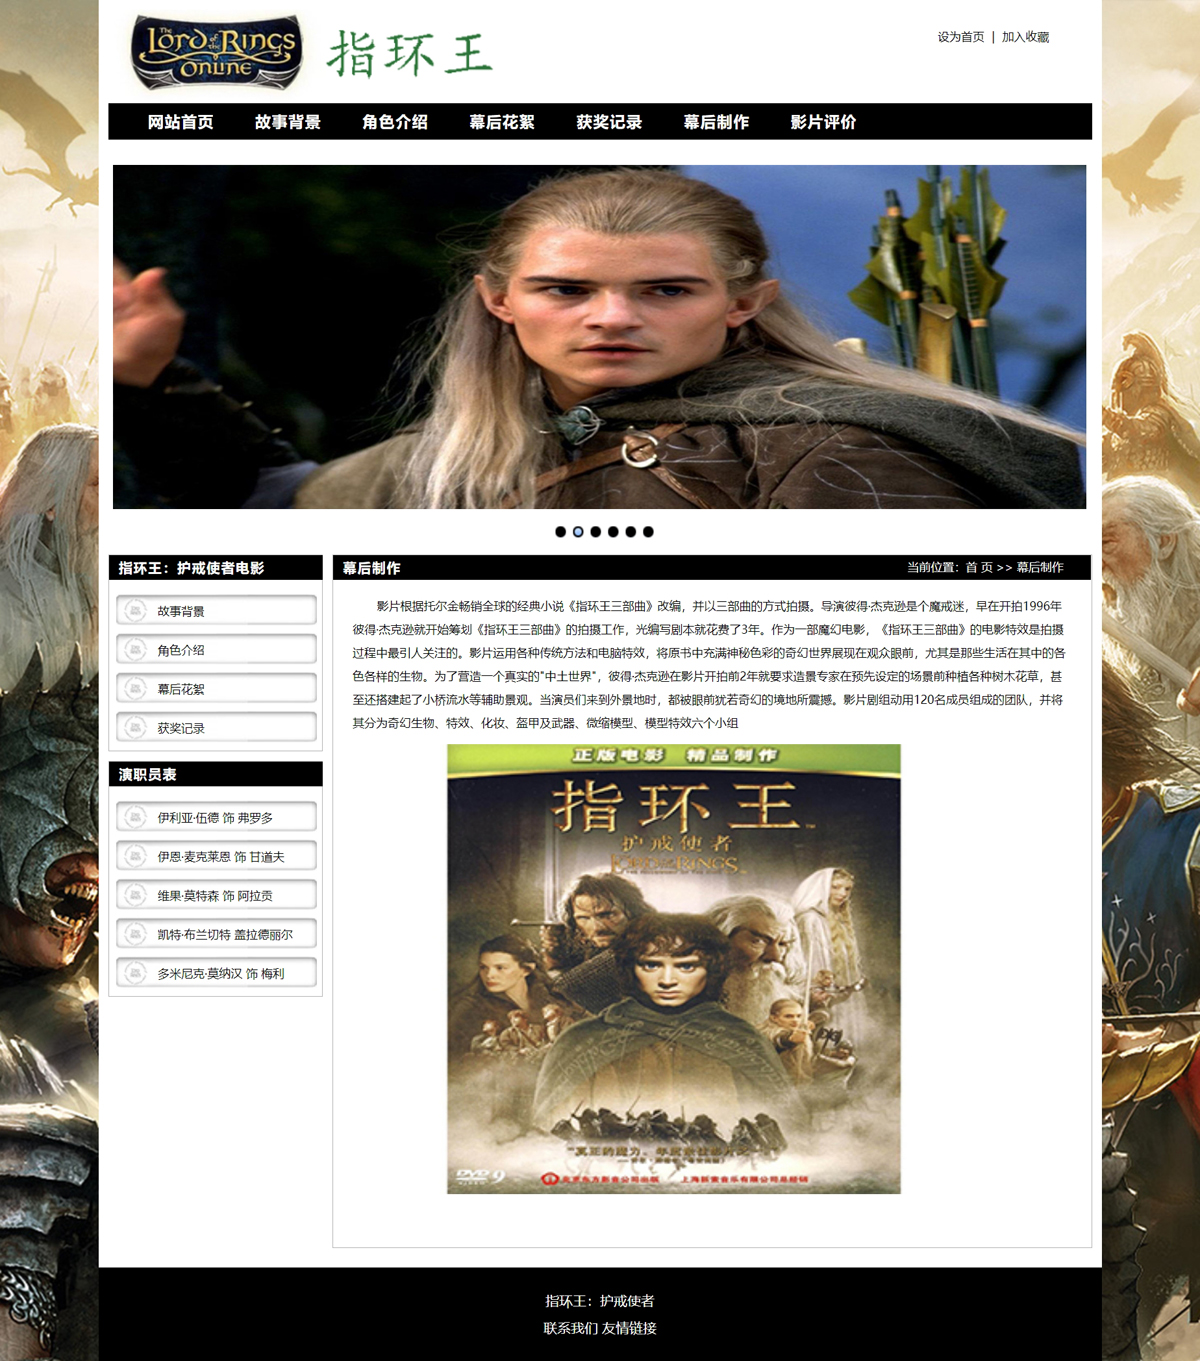 The Lord of the Rings
ONLINE
指环王
设为首页 | 加入收藏
网站首页 故事背景 角色介绍 幕后花絮 获奖记录 幕后制作 影片评价
指环王：护戒使者电影
故事背景
角色介绍
幕后花絮
获奖记录
演职员表
伊利亚·伍德 饰 弗罗多
伊恩·麦克莱恩 饰 甘道夫
维果·莫特森 饰 阿拉贡
凯特·布兰切特 盖拉德丽尔
多米尼克·莫纳汉 饰 梅利
幕后制作 当前位置：首 页 >> 幕后制作
影片根据托尔金畅销全球的经典小说《指环王三部曲》改编，并以三部曲的方式拍摄。导演彼得·杰克逊是个魔戒迷，早在开拍1996年
彼得·杰克逊就开始筹划《指环王三部曲》的拍摄工作，光编写剧本就花费了3年。作为一部魔幻电影，《指环王三部曲》的电影特效是拍摄
过程中最引人关注的。影片运用各种传统方法和电脑特效，将原书中充满神秘色彩的奇幻世界展现在观众眼前，尤其是那些生活在其中的各
色各样的生物。为了营造一个真实的"中土世界"，彼得·杰克逊在影片开拍前2年就要求造景专家在预先设定的场景前种植各种树木花草，甚
至还搭建起了小桥流水等辅助景观。当演员们来到外景地时，都被眼前犹若奇幻的境地所震撼。影片剧组动用120名成员组成的团队，并将
其分为奇幻生物、特效、化妆、盔甲及武器、微缩模型、模型特效六个小组
正版电影 精品制作
指环王
护戒使者
DVD 9
指环王：护戒使者
联系我们 友情链接